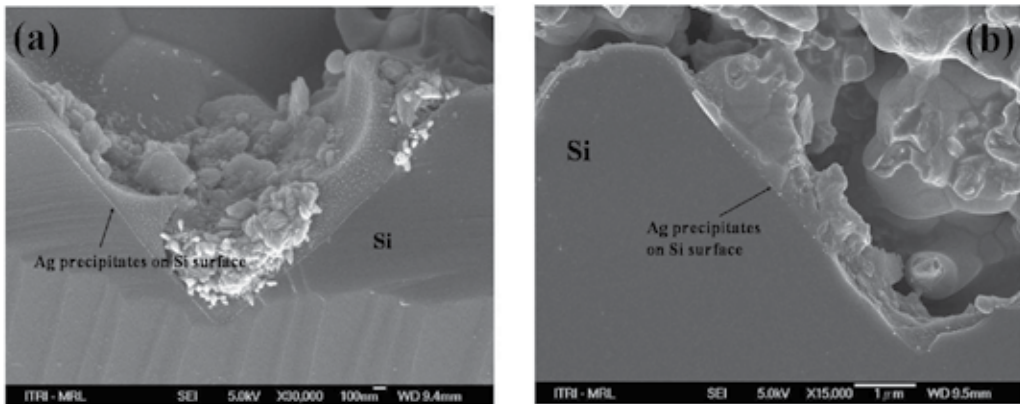 (a)
Si
Ag precipitates on Si surface
ITRI - MRL SEI 5.0kV X30,000 100nm WD 9.4mm
(b)
Si
Ag precipitates
on Si surface
ITRI - MRL SEI 5.0kV X15,000 1μm WD 9.5mm